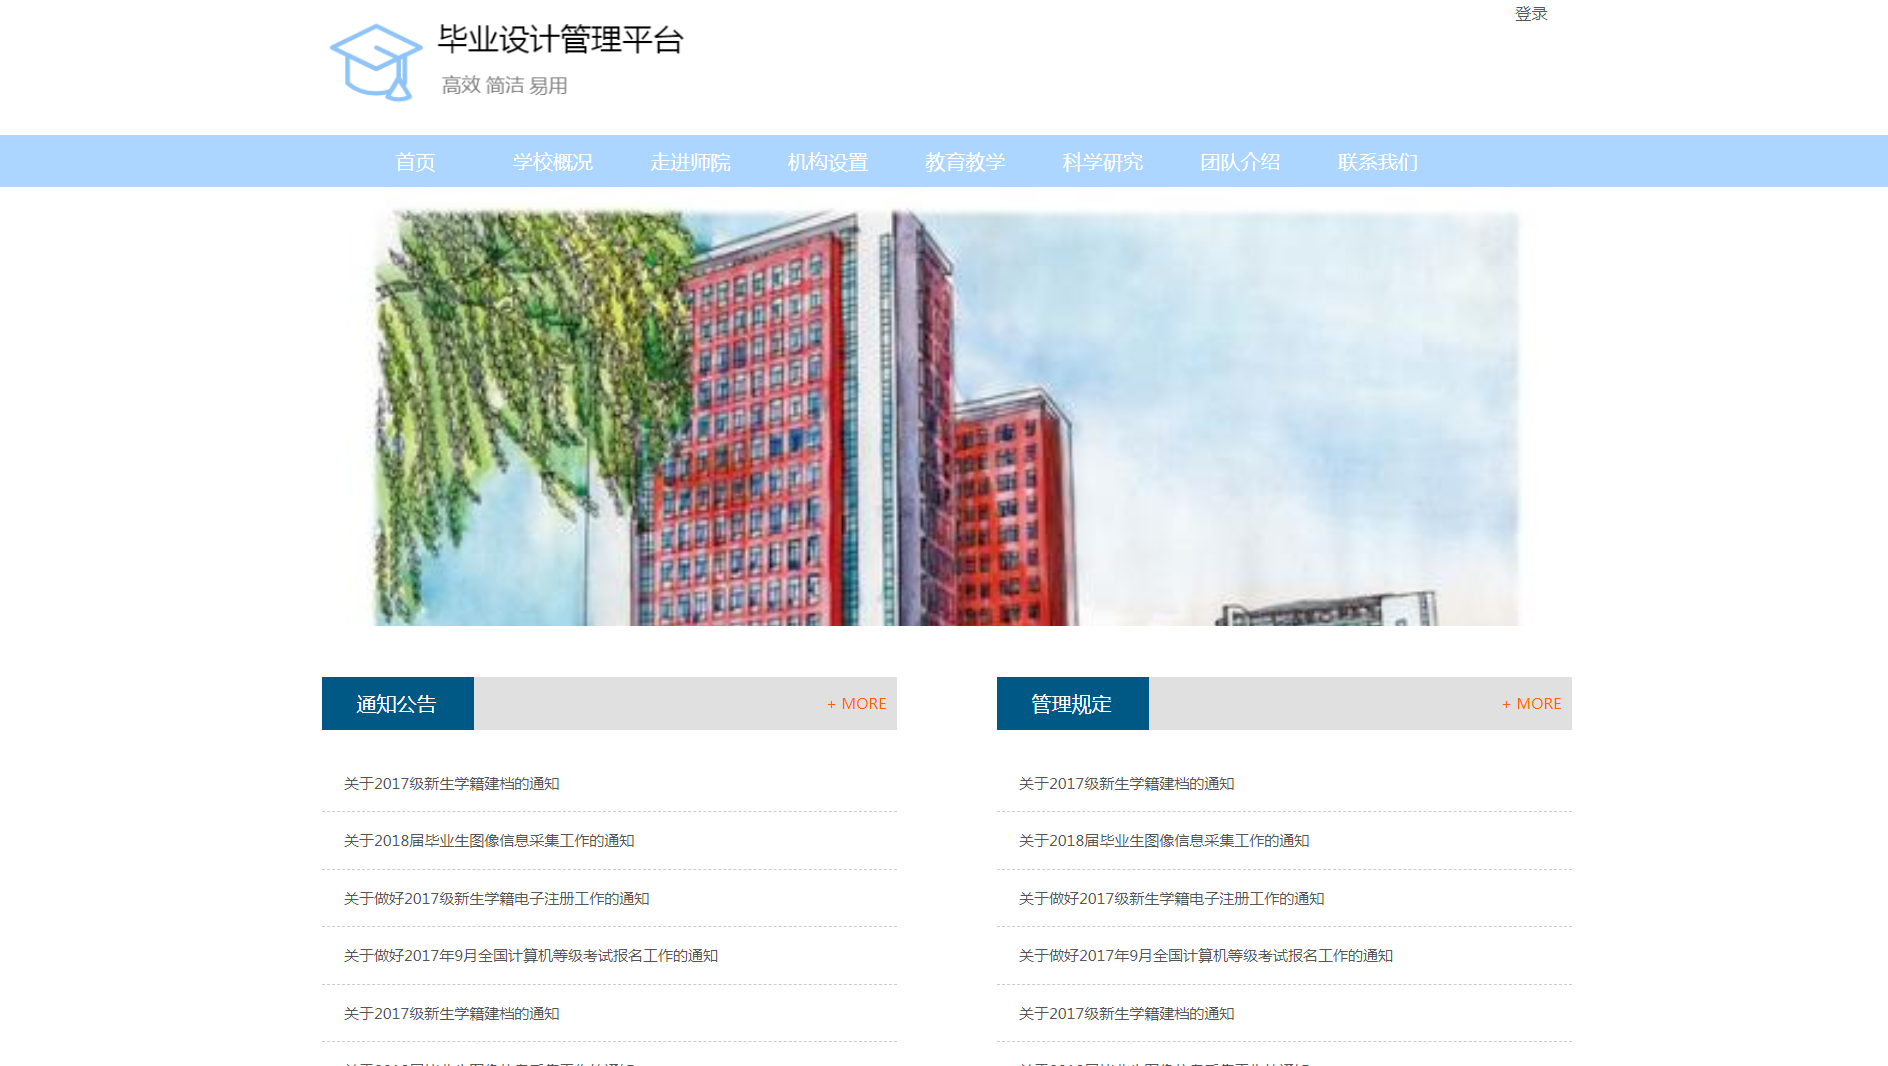 登录
毕业设计管理平台
高效 简洁 易用
首页 学校概况 走进师院 机构设置 教育教学 科学研究 团队介绍 联系我们
通知公告 + MORE
关于2017级新生学籍建档的通知
关于2018届毕业生图像信息采集工作的通知
关于做好2017级新生学籍电子注册工作的通知
关于做好2017年9月全国计算机等级考试报名工作的通知
关于2017级新生学籍建档的通知
管理规定 + MORE
关于2017级新生学籍建档的通知
关于2018届毕业生图像信息采集工作的通知
关于做好2017级新生学籍电子注册工作的通知
关于做好2017年9月全国计算机等级考试报名工作的通知
关于2017级新生学籍建档的通知